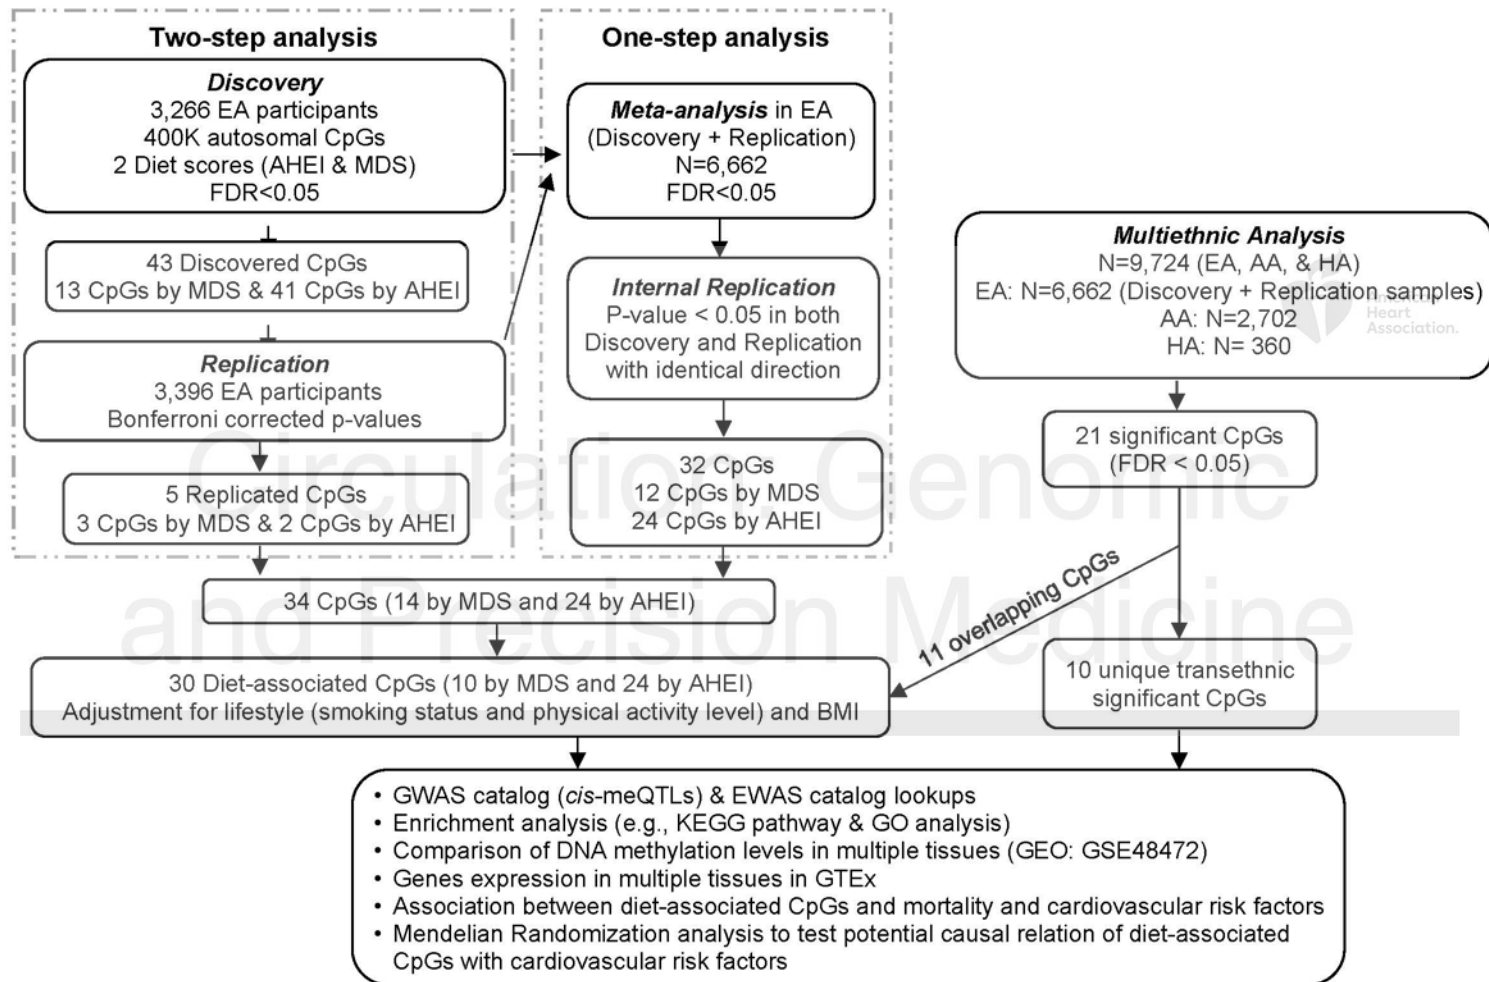 Two-step analysis
Discovery
3,266 EA participants
400K autosomal CpGs
2 Diet scores (AHEI & MDS)
FDR<0.05
43 Discovered CpGs
13 CpGs by MDS & 41 CpGs by AHEI
Replication
3,396 EA participants
Bonferroni corrected p-values
5 Replicated CpGs
3 CpGs by MDS & 2 CpGs by AHEI
One-step analysis
Meta-analysis in EA
(Discovery + Replication)
N=6,662
FDR<0.05
Internal Replication
P-value < 0.05 in both
Discovery and Replication
with identical direction
32 CpGs
12 CpGs by MDS
24 CpGs by AHEI
Multiethnic Analysis
N=9,724 (EA, AA, & HA)
EA: N=6,662 (Discovery + Replication samples)
AA: N=2,702
HA: N= 360
American
Heart
Association.
21 significant CpGs
(FDR < 0.05)
11 overlapping CpGs
10 unique transethnic
significant CpGs
34 CpGs (14 by MDS and 24 by AHEI)
30 Diet-associated CpGs (10 by MDS and 24 by AHEI)
Adjustment for lifestyle (smoking status and physical activity level) and BMI
Circulation: Genomic
and Precision Medicine
• GWAS catalog (cis-meQTLs) & EWAS catalog lookups
• Enrichment analysis (e.g., KEGG pathway & GO analysis)
• Comparison of DNA methylation levels in multiple tissues (GEO: GSE48472)
• Genes expression in multiple tissues in GTEx
• Association between diet-associated CpGs and mortality and cardiovascular risk factors
• Mendelian Randomization analysis to test potential causal relation of diet-associated
CpGs with cardiovascular risk factors